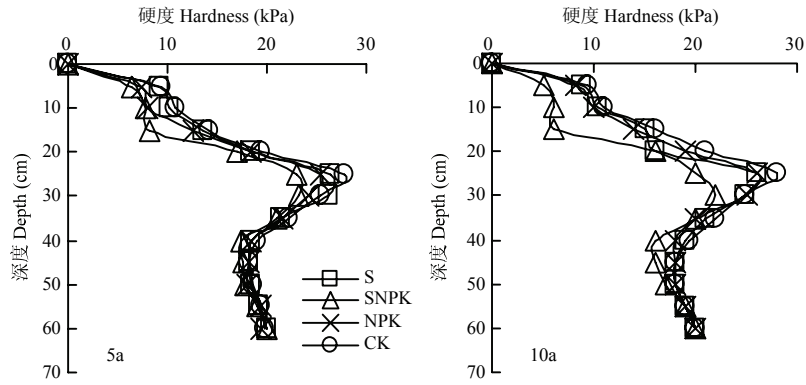 硬度 Hardness (kPa)
0 10 20 30
深度 Depth (cm)
0
10
20
30
40
50
60
70
S
SNPK
NPK
CK
5a
硬度 Hardness (kPa)
0 10 20 30
深度 Depth (cm)
0
10
20
30
40
50
60
70
10a